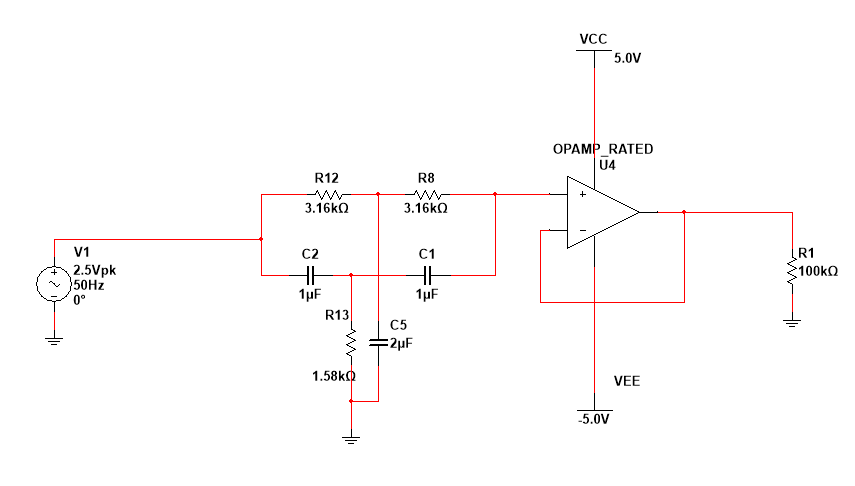 VCC
5.0V
OPAMP_RATED
U4
R12
3.16kΩ
R8
3.16kΩ
+
−
V1
2.5Vpk
50Hz
0°
+
−
C2
1µF
C1
1µF
R1
100kΩ
R13
1.58kΩ
C5
2µF
VEE
-5.0V